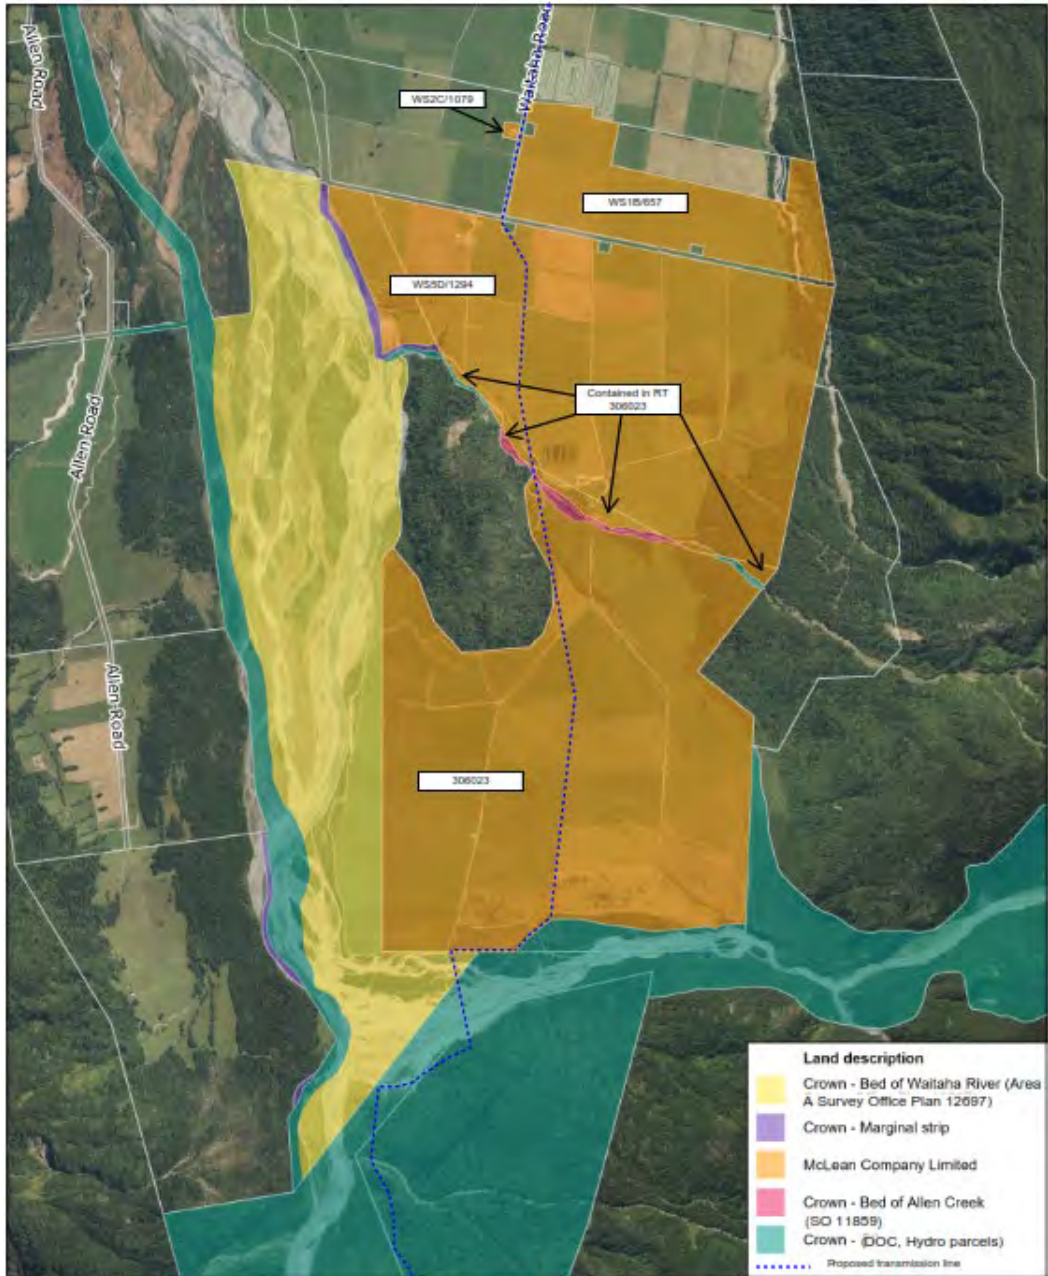 Allen Road
Waitaha Road
WS2C/1079
WS1B/657
WS5D/1294
Contained in RT
306023
Allen Road
Allen Road
306023
Land description
Crown - Bed of Waitaha River (Area
A Survey Office Plan 12697)
Crown - Marginal strip
McLean Company Limited
Crown - Bed of Allen Creek
(SO 11859)
Crown - (DOC, Hydro parcels)
Proposed transmission line